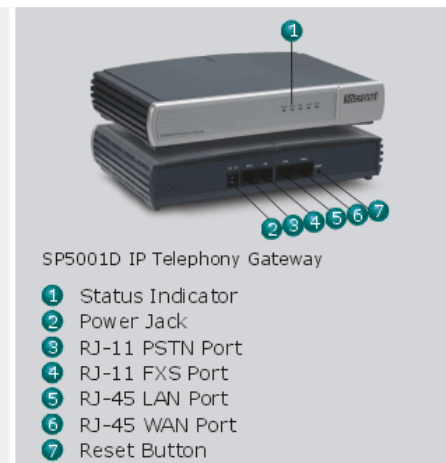 1
Micronet
2 3 4 5 6 7
SP5001D IP Telephony Gateway
1 Status Indicator
2 Power Jack
3 RJ-11 PSTN Port
4 RJ-11 FXS Port
5 RJ-45 LAN Port
6 RJ-45 WAN Port
7 Reset Button